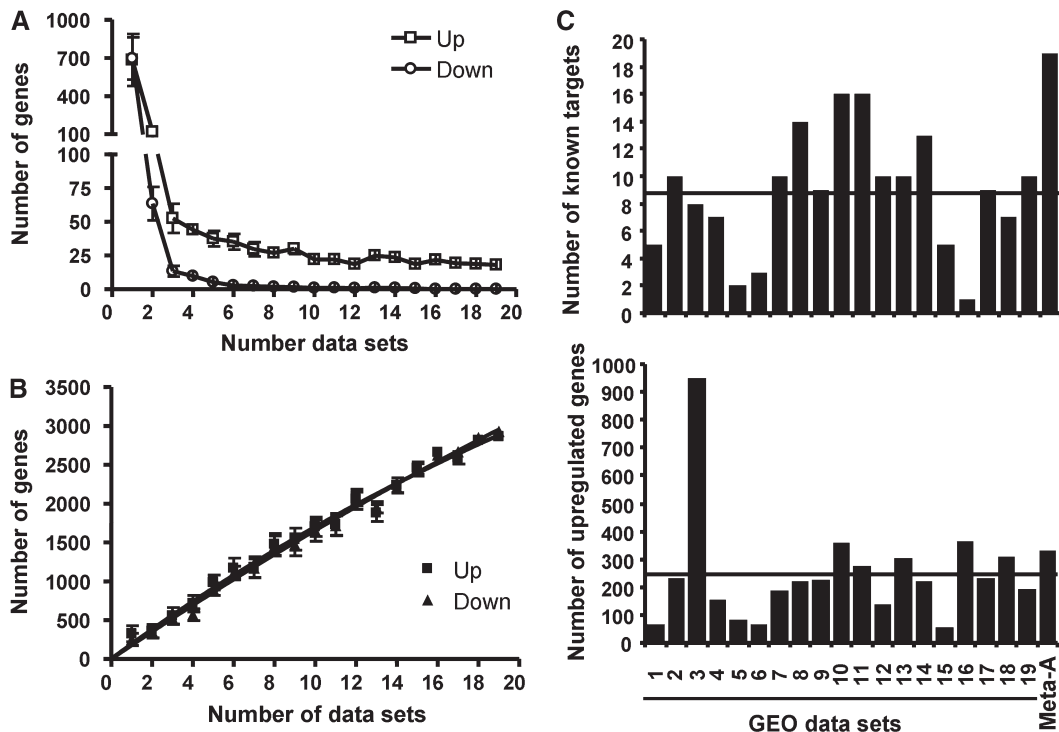 A
Number of genes
1000
700
400
100
100
75
50
25
0
Up
Down
0 2 4 6 8 10 12 14 16 18 20
Number data sets
B
Number of genes
3500
3000
2500
2000
1500
1000
500
0
Up
Down
0 2 4 6 8 10 12 14 16 18 20
Number of data sets
C
Number of known targets
20
18
16
14
12
10
8
6
4
2
0
Number of upregulated genes
1000
900
800
700
600
500
400
300
200
100
0
1 2 3 4 5 6 7 8 9 10 11 12 13 14 15 16 17 18 19 Meta-A
GEO data sets